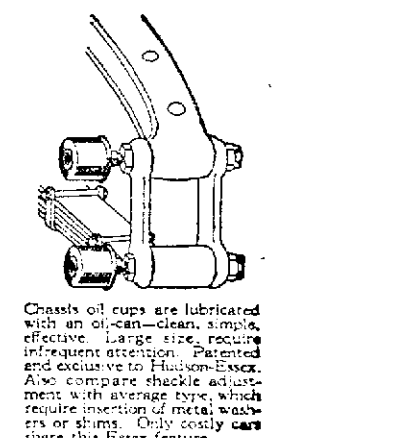 Chassis oil cups are lubricated
with an oil-can—clean, simple,
effective. Large size, require
infrequent attention. Patented
and exclusive to Hudson-Essex.
Also compare shackle adjust-
ment with average type, which
require insertion of metal wash-
ers or shims. Only costly cars
share this Essex feature